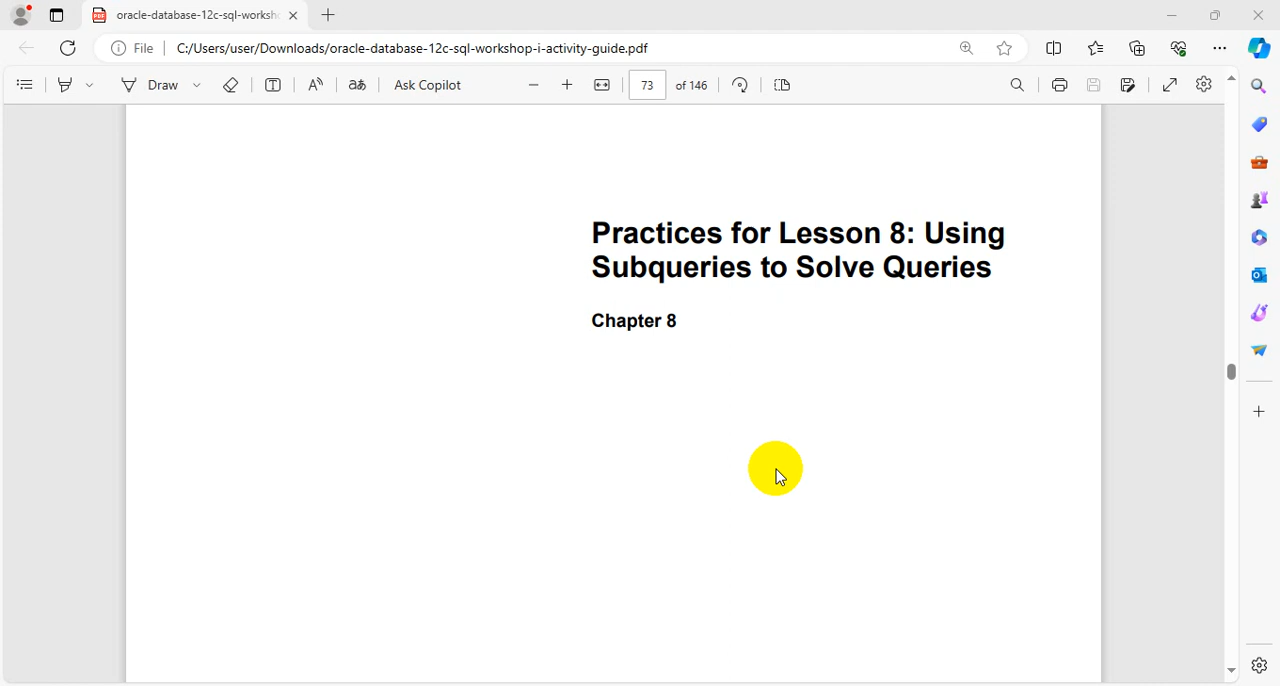 oracle-database-12c-sql-worksh
File
C:/Users/user/Downloads/oracle-database-12c-sql-workshop-i-activity-guide.pdf
Draw
Ask Copilot
73 of 146
Practices for Lesson 8: Using
Subqueries to Solve Queries
Chapter 8